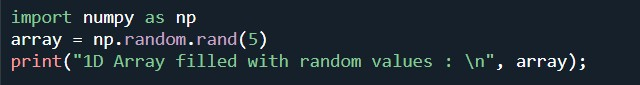 import numpy as np
array = np.random.rand(5)
print("1D Array filled with random values : \n", array);